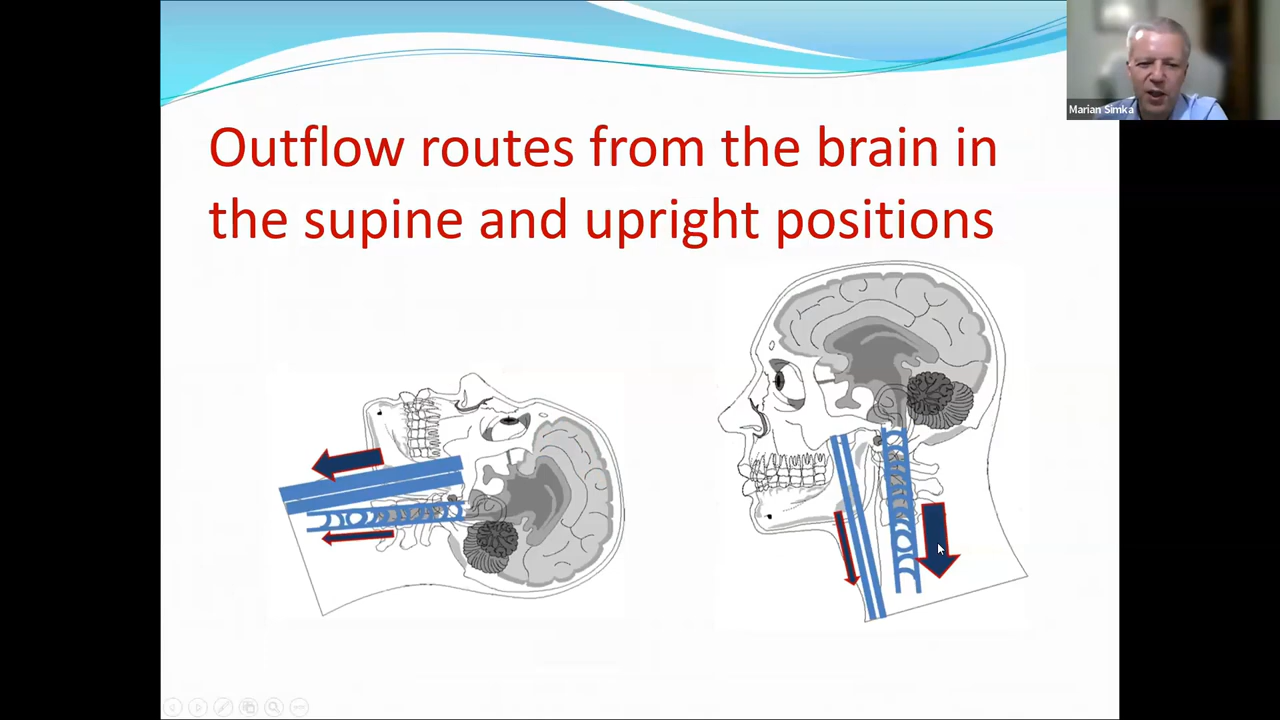 Marian Simka
Outflow routes from the brain in
the supine and upright positions